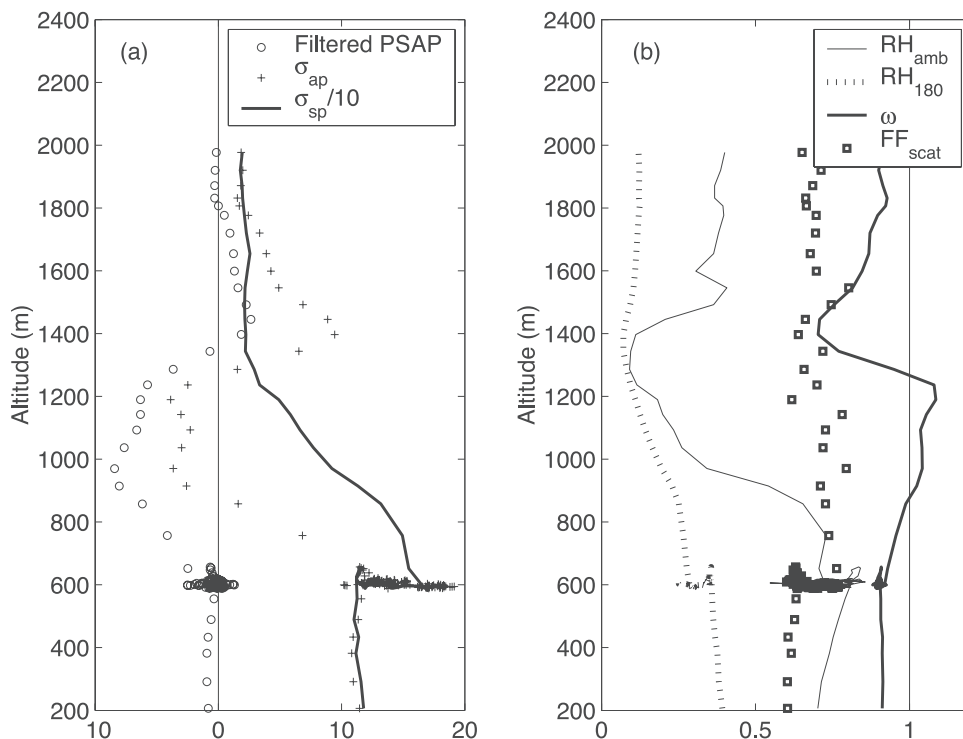 (a)
Filtered PSAP
σap
σsp/10
Altitude (m)
2400
2200
2000
1800
1600
1400
1200
1000
800
600
400
200
10 0 10 20
(b)
RHamb
RH180
ω
FFscat
Altitude (m)
2400
2200
2000
1800
1600
1400
1200
1000
800
600
400
200
0 0.5 1